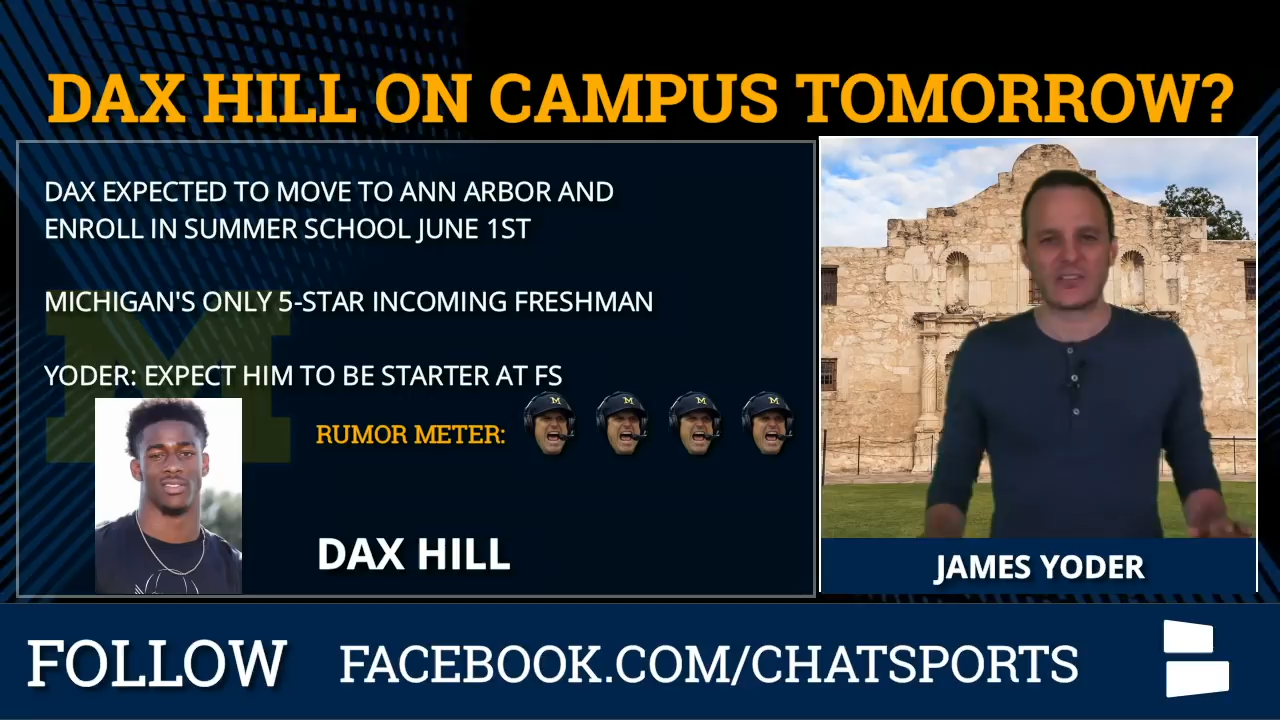 DAX HILL ON CAMPUS TOMORROW?
DAX EXPECTED TO MOVE TO ANN ARBOR AND
ENROLL IN SUMMER SCHOOL JUNE 1ST
MICHIGAN'S ONLY 5-STAR INCOMING FRESHMAN
YODER: EXPECT HIM TO BE STARTER AT FS
RUMOR METER:
DAX HILL
JAMES YODER
FOLLOW FACEBOOK.COM/CHATSPORTS